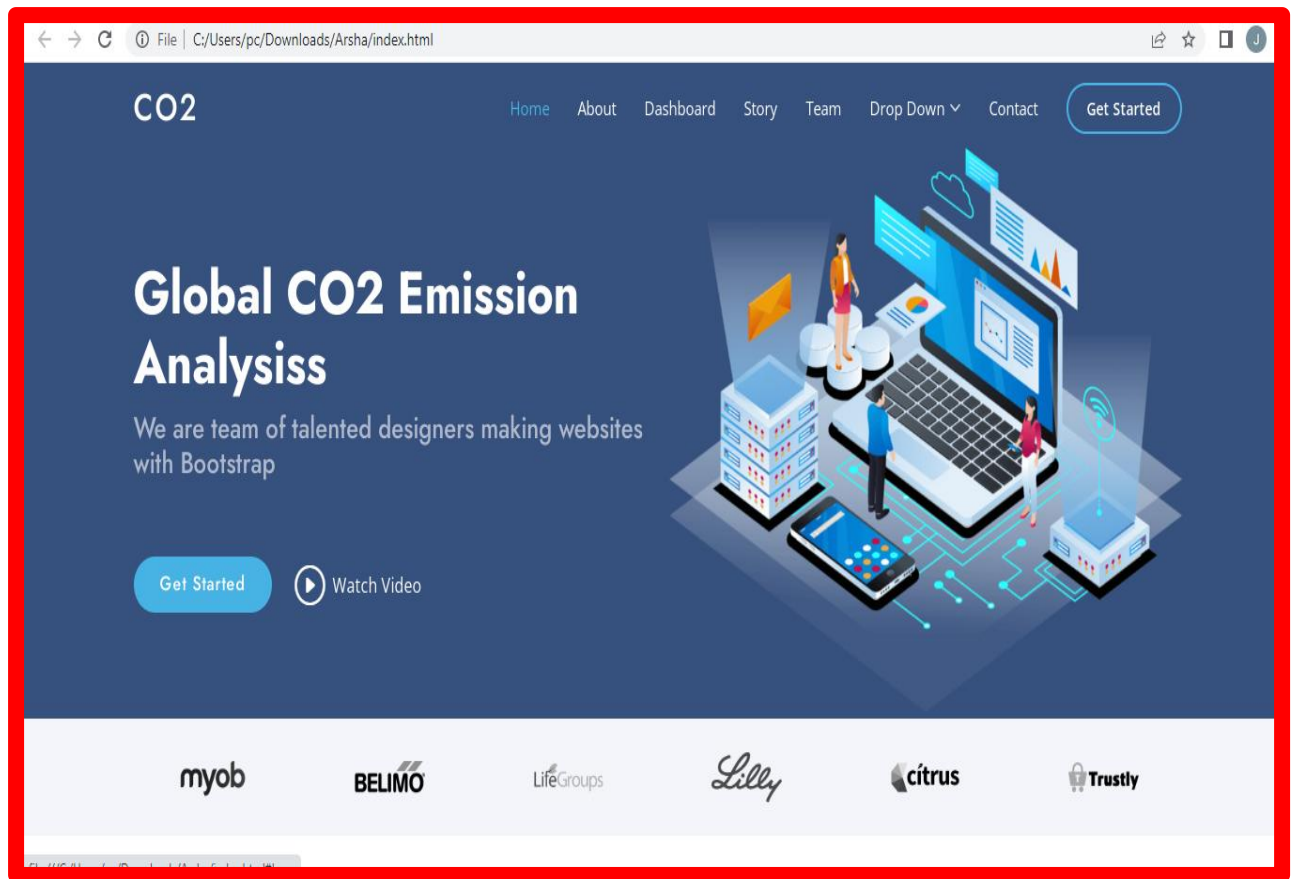 File | C:/Users/pc/Downloads/Arsha/index.html
J
CO2
Home About Dashboard Story Team Drop Down Contact Get Started
Global CO2 Emission
Analysiss
We are team of talented designers making websites
with Bootstrap
Get Started Watch Video
myob BELIMO LifeGroups Lilly cítrus Trustly